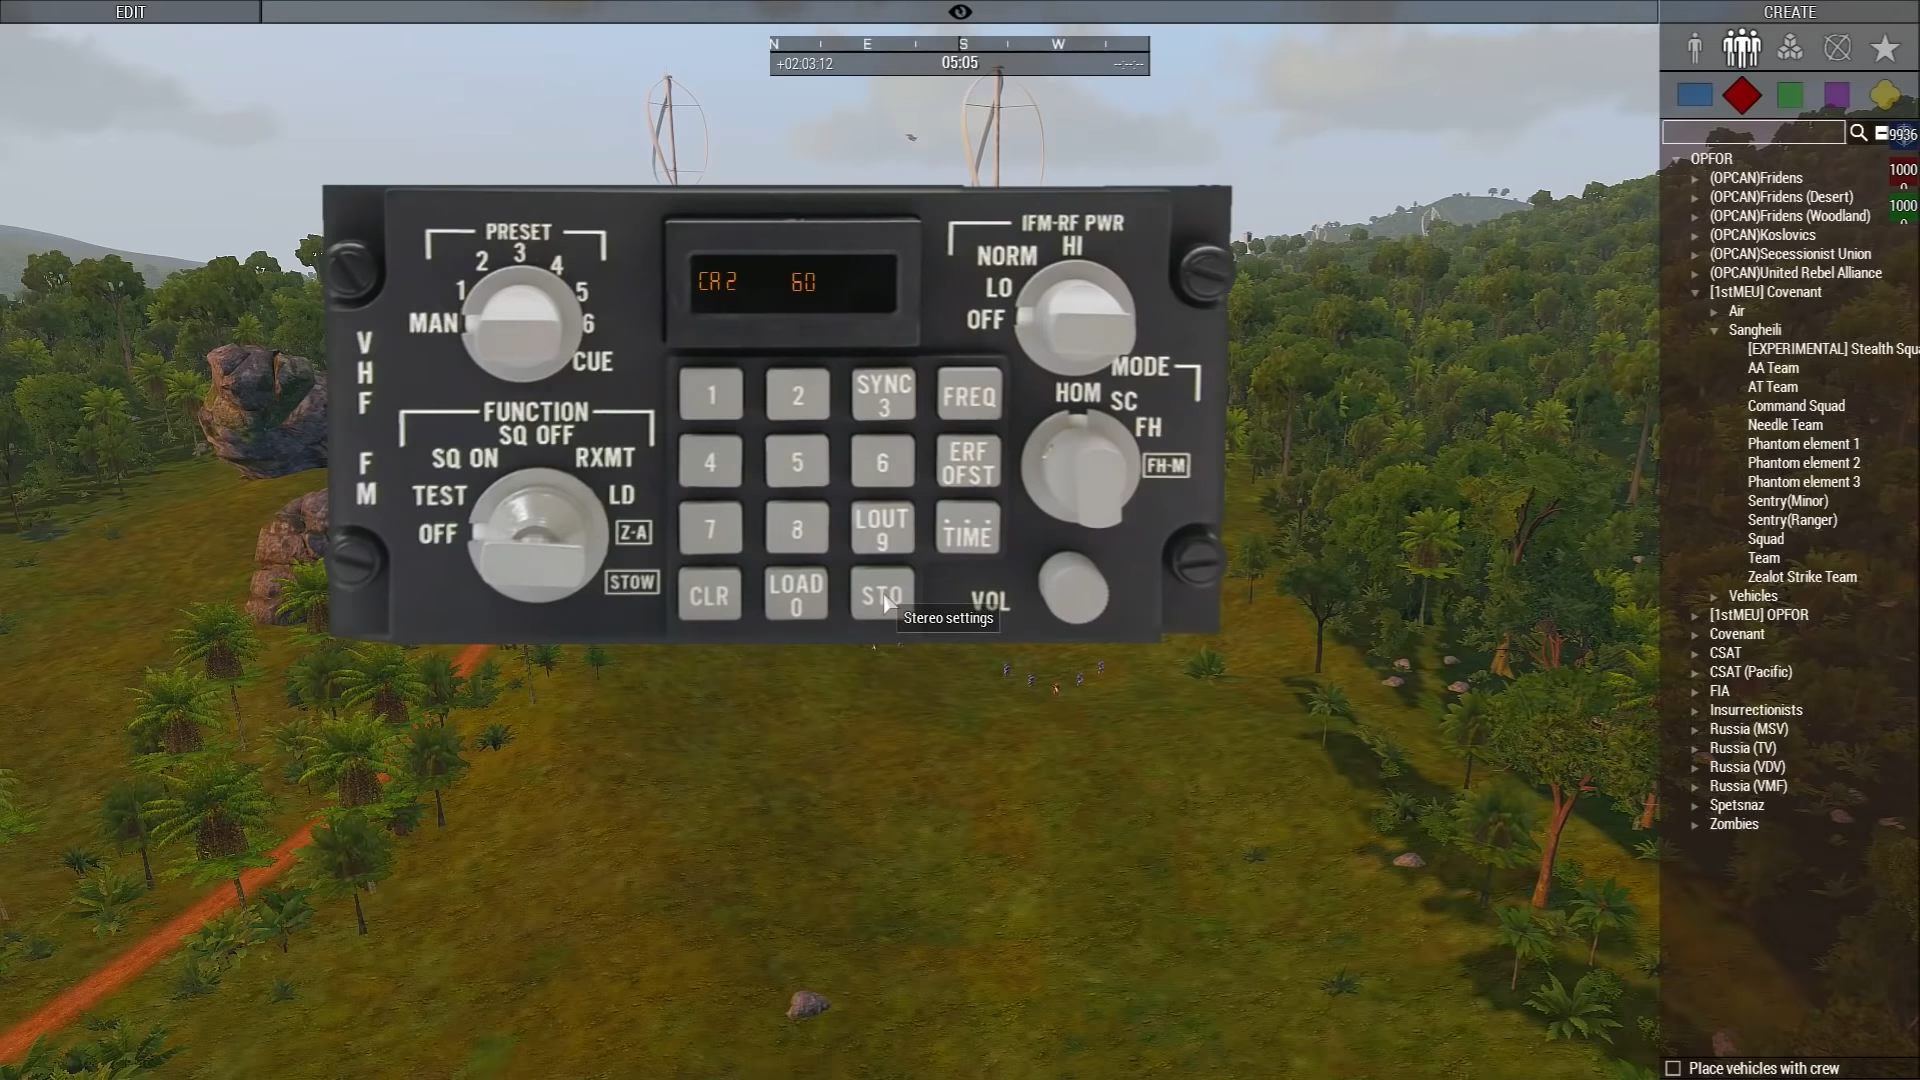 EDIT
CREATE
N E S W
+02:03:12 05:05 --:--:--
9936
1000
0
1000
0
PRESET
1 2 3 4 5 6
MAN
CUE
VHF FM
FUNCTION
SQ OFF
SQ ON RXMT
TEST LD
OFF Z-A
STOW
CA2 60
IFM-RF PWR
NORM HI
LO
OFF
MODE
HOM SC
FH
FH-M
1 2 SYNC 3 FREQ
4 5 6 ERF OFST
7 8 LOUT 9 TIME
CLR LOAD 0 STO
VOL
Stereo settings
OPFOR
(OPCAN)Fridens
(OPCAN)Fridens (Desert)
(OPCAN)Fridens (Woodland)
(OPCAN)Koslovics
(OPCAN)Secessionist Union
(OPCAN)United Rebel Alliance
[1stMEU] Covenant
Air
Sangheili
[EXPERIMENTAL] Stealth Squa
AA Team
AT Team
Command Squad
Needle Team
Phantom element 1
Phantom element 2
Phantom element 3
Sentry(Minor)
Sentry(Ranger)
Squad
Team
Zealot Strike Team
Vehicles
[1stMEU] OPFOR
Covenant
CSAT
CSAT (Pacific)
FIA
Insurrectionists
Russia (MSV)
Russia (TV)
Russia (VDV)
Russia (VMF)
Spetsnaz
Zombies
Place vehicles with crew